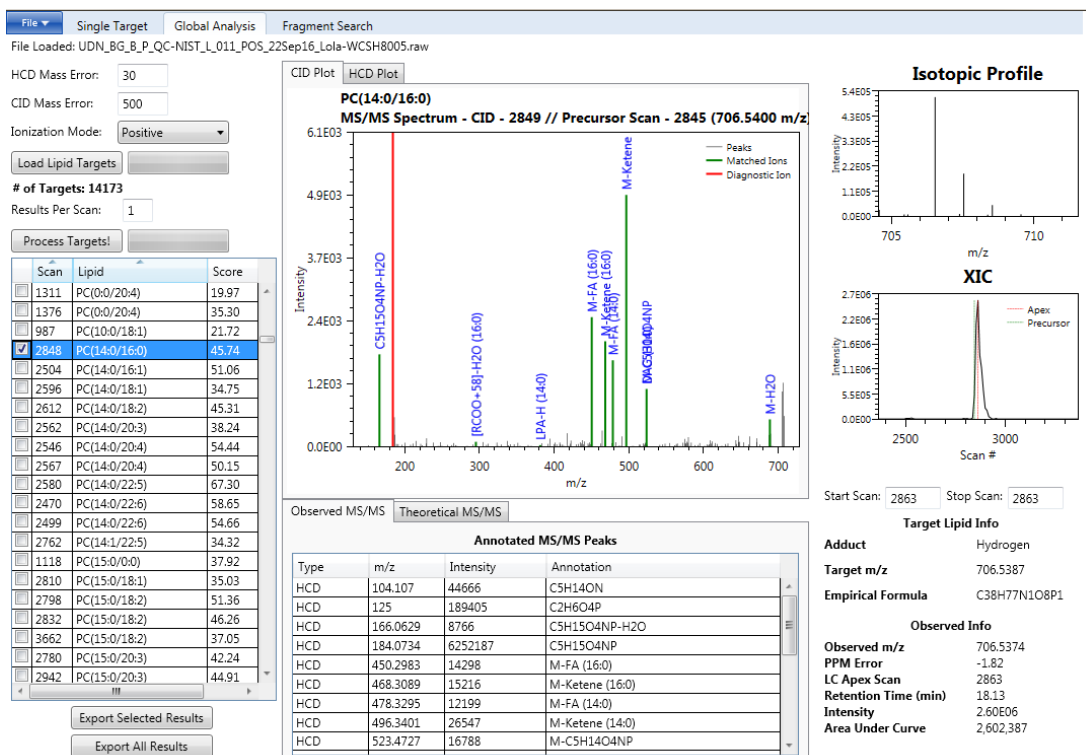 File ▼ Single Target Global Analysis Fragment Search
File Loaded: UDN_BG_B_P_QC-NIST_L_011_POS_22Sep16_Lola-WCSH8005.raw
HCD Mass Error: 30
CID Mass Error: 500
Ionization Mode: Positive
Load Lipid Targets
# of Targets: 14173
Results Per Scan: 1
Process Targets!
Scan Lipid Score
1311 PC(0:0/20:4) 19.97
1376 PC(0:0/20:4) 35.30
987 PC(10:0/18:1) 21.72
2848 PC(14:0/16:0) 45.74
2504 PC(14:0/16:1) 51.06
2596 PC(14:0/18:1) 34.75
2612 PC(14:0/18:2) 45.31
2562 PC(14:0/20:3) 38.24
2546 PC(14:0/20:4) 54.44
2567 PC(14:0/20:4) 50.15
2580 PC(14:0/22:5) 67.30
2470 PC(14:0/22:6) 58.65
2499 PC(14:0/22:6) 54.66
2762 PC(14:1/22:5) 34.32
1118 PC(15:0/0:0) 37.92
2810 PC(15:0/18:1) 35.03
2798 PC(15:0/18:2) 51.36
2832 PC(15:0/18:2) 46.26
3662 PC(15:0/18:2) 37.05
2780 PC(15:0/20:3) 42.24
2942 PC(15:0/20:3) 44.91
Export Selected Results
Export All Results
CID Plot HCD Plot
PC(14:0/16:0)
MS/MS Spectrum - CID - 2849 // Precursor Scan - 2845 (706.5400 m/z)
6.1E03
4.9E03
3.7E03
2.4E03
1.2E03
0.0E00
Intensity
Peaks
Matched Ions
Diagnostic Ion
C5H15O4NP-H2O
[RCOO+58]-H2O (16:0)
LPA-H (14:0)
M-FA (16:0)
M-Ketene (16:0)
M-FA (14:0)
M-Ketene
M-H2O
200 300 400 500 600 700
m/z
Observed MS/MS Theoretical MS/MS
Annotated MS/MS Peaks
Type m/z Intensity Annotation
HCD 104.107 44666 C5H14ON
HCD 125 189405 C2H6O4P
HCD 166.0629 8766 C5H15O4NP-H2O
HCD 184.0734 6252187 C5H15O4NP
HCD 450.2983 14298 M-FA (16:0)
HCD 468.3089 15216 M-Ketene (16:0)
HCD 478.3295 12199 M-FA (14:0)
HCD 496.3401 26547 M-Ketene (14:0)
HCD 523.4727 16788 M-C5H14O4NP
Isotopic Profile
5.4E05
4.3E05
3.2E05
2.2E05
1.1E05
0.0E00
Intensity
705 710
m/z
XIC
2.7E06
2.2E06
1.6E06
1.1E06
5.5E05
0.0E00
Intensity
Apex
Precursor
2500 3000
Scan #
Start Scan: 2863 Stop Scan: 2863
Target Lipid Info
Adduct Hydrogen
Target m/z 706.5387
Empirical Formula C38H77N1O8P1
Observed Info
Observed m/z 706.5374
PPM Error -1.82
LC Apex Scan 2863
Retention Time (min) 18.13
Intensity 2.60E06
Area Under Curve 2,602,387